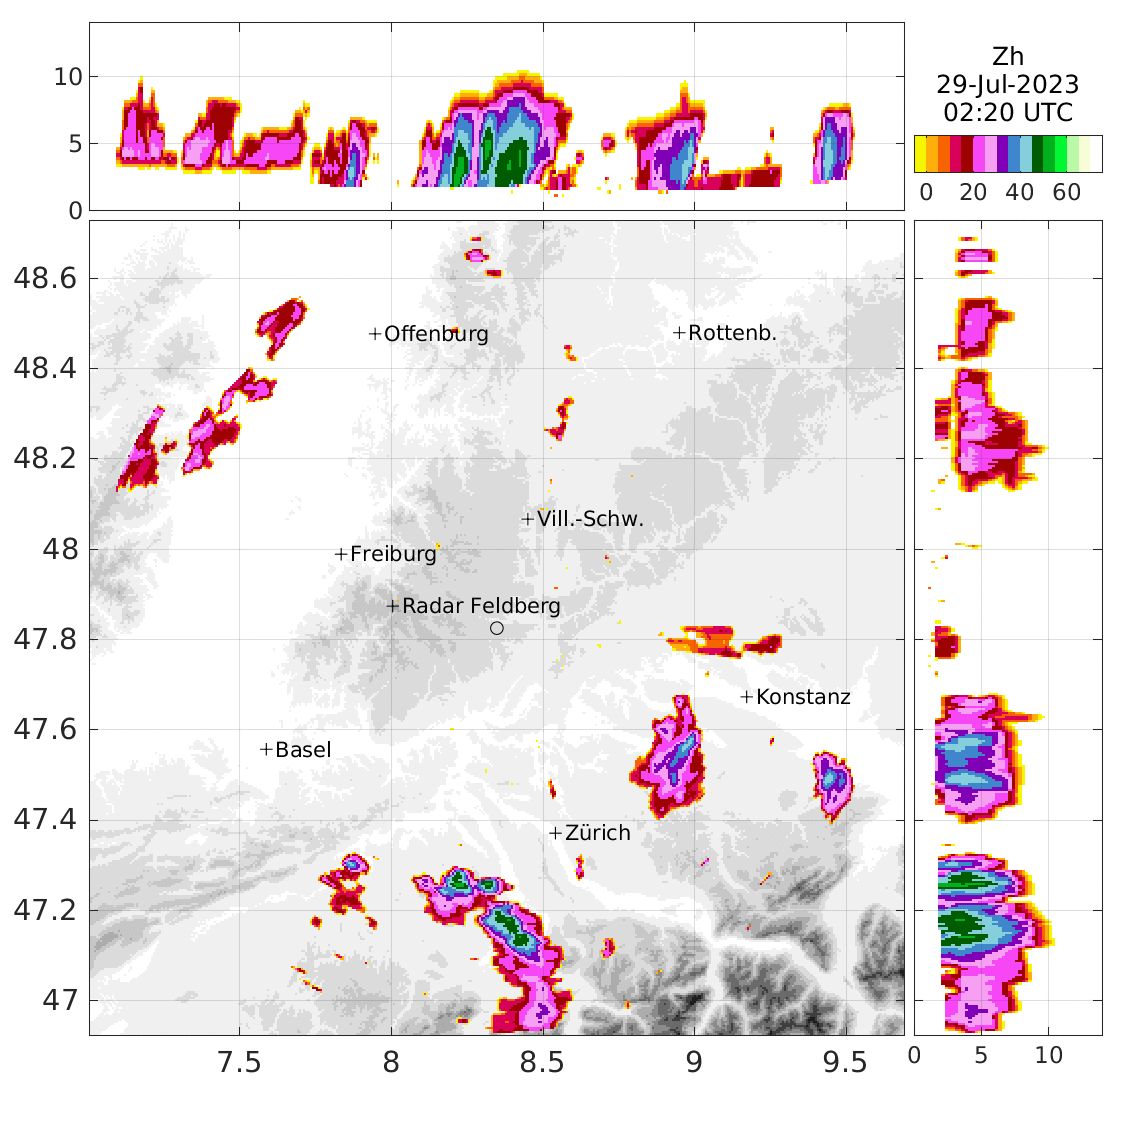 10
5
0
Zh
29-Jul-2023
02:20 UTC
0 20 40 60
48.6
48.4
48.2
48
47.8
47.6
47.4
47.2
47
+Offenburg
+Rottenb.
+Vill.-Schw.
+Freiburg
+Radar Feldberg
+Konstanz
+Basel
+Zürich
7.5 8 8.5 9 9.5
0 5 10